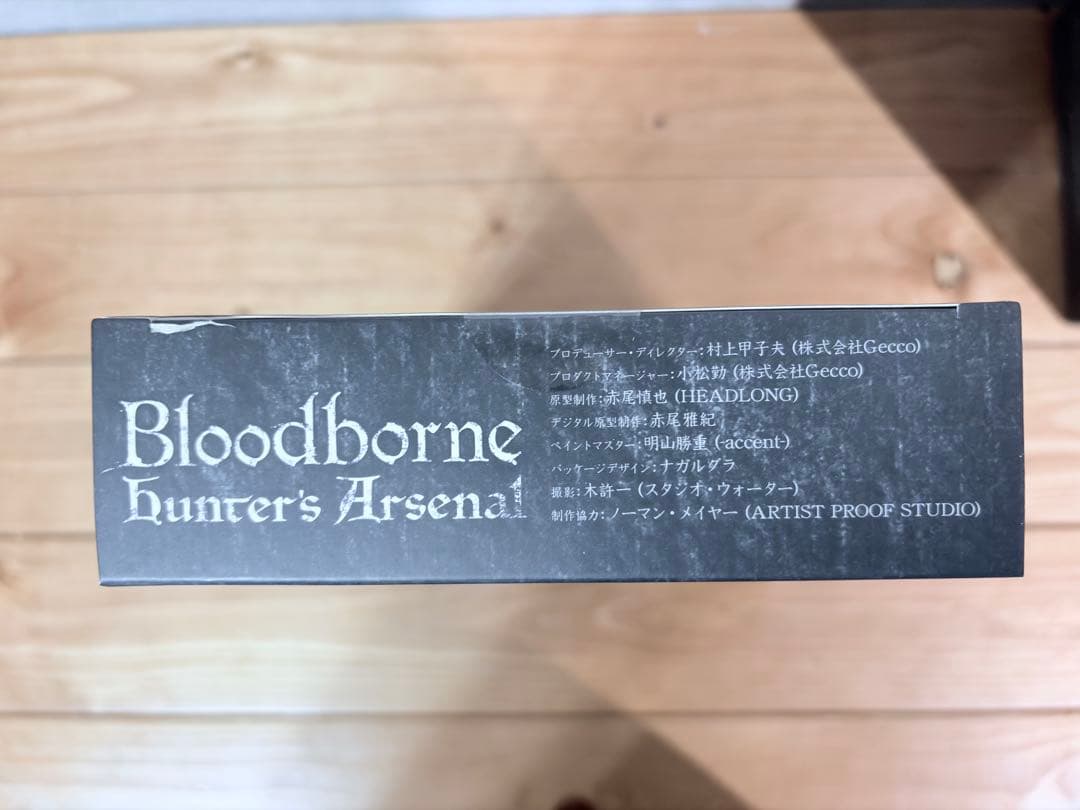 Bloodborne
hunter's Arsenal
プロデューサー・ディレクター：村上甲子夫 (株式会社Gecco)
プロダクトマネージャー：小松勤 (株式会社Gecco)
原型制作：赤尾慎也 (HEADLONG)
デジタル原型制作：赤尾雅紀
ペイントマスター：明山勝重 (-accent-)
パッケージデザイン：ナガルダラ
撮影：木許一 (スタジオ・ウォーター)
制作協力：ノーマン・メイヤー (ARTIST PROOF STUDIO)